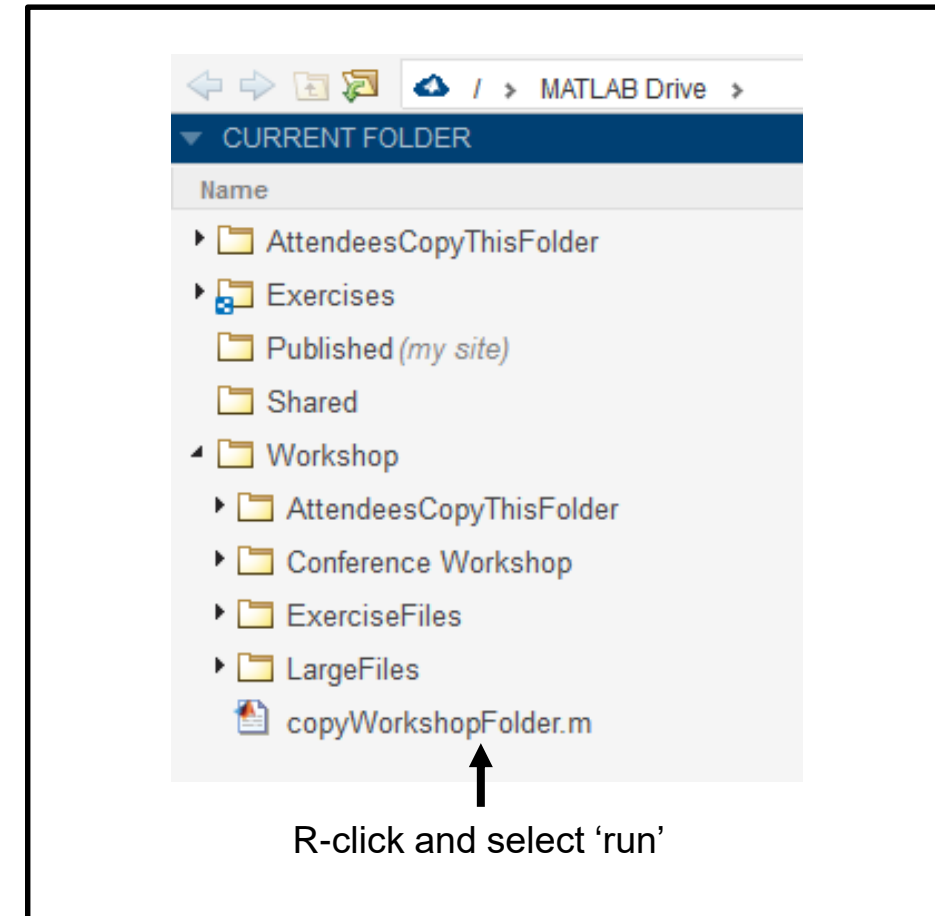 / > MATLAB Drive >
CURRENT FOLDER
Name
AttendeesCopyThisFolder
Exercises
Published (my site)
Shared
Workshop
AttendeesCopyThisFolder
Conference Workshop
ExerciseFiles
LargeFiles
copyWorkshopFolder.m
R-click and select ‘run’